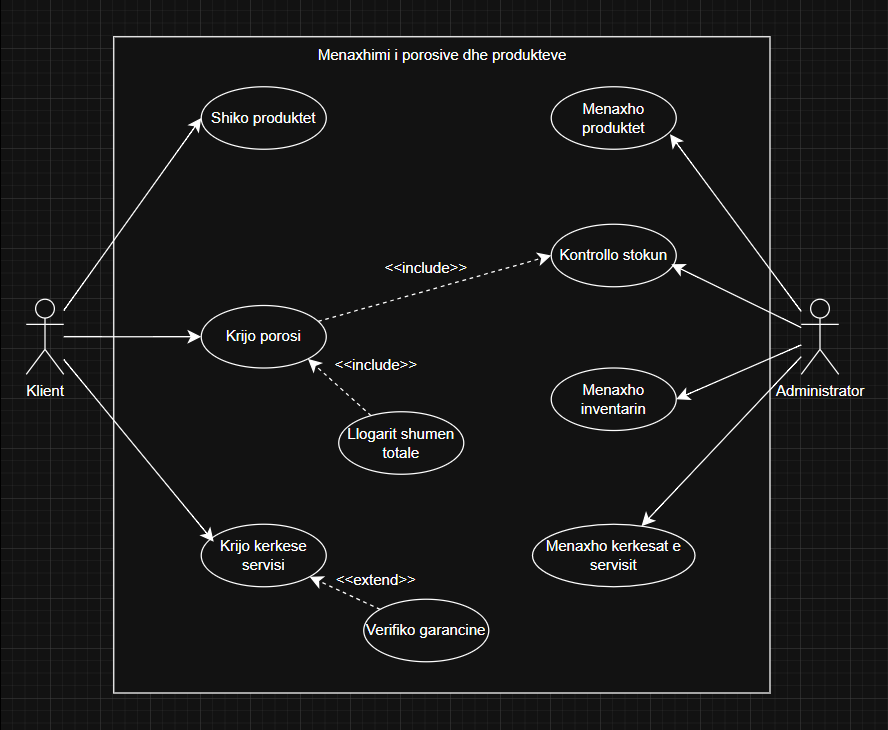 Menaxhimi i porosive dhe produkteve
Shiko produktet
Menaxho
produktet
Kontrollo stokun
<<include>>
Krijo porosi
<<include>>
Klient
Administrator
Menaxho
inventarin
Llogarit shumen
totale
Krijo kerkese
servisi
Menaxho kerkesat e
servisit
<<extend>>
Verifiko garancine